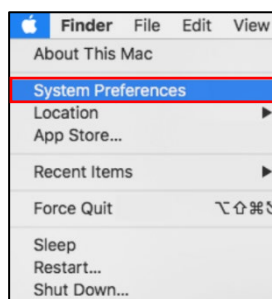 Finder File Edit View
About This Mac
System Preferences
Location
App Store...
Recent Items
Force Quit ⌥⇧⌘
Sleep
Restart...
Shut Down...